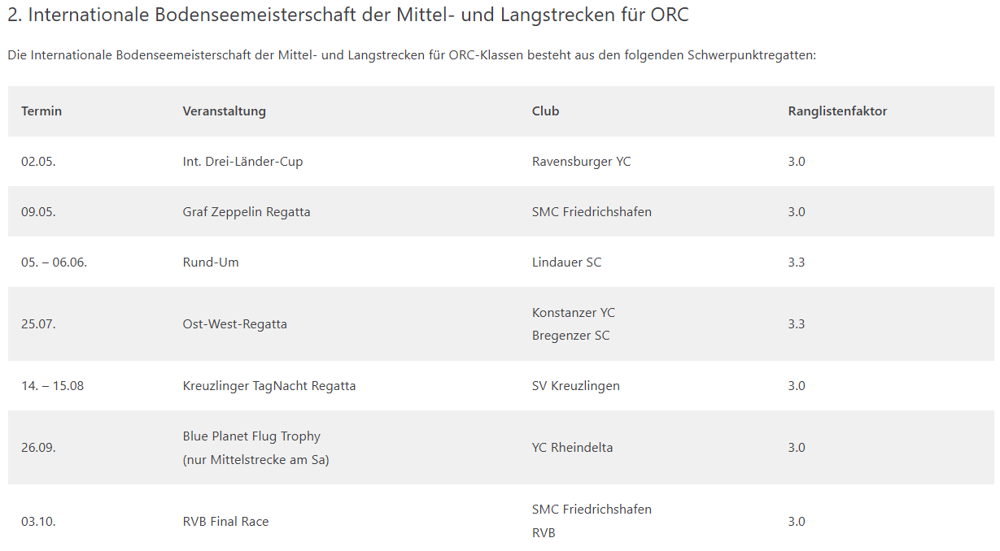 2. Internationale Bodenseemeisterschaft der Mittel- und Langstrecken für ORC
Die Internationale Bodenseemeisterschaft der Mittel- und Langstrecken für ORC-Klassen besteht aus den folgenden Schwerpunktregatten:
Termin Veranstaltung Club Ranglistenfaktor
02.05. Int. Drei-Länder-Cup Ravensburger YC 3.0
09.05. Graf Zeppelin Regatta SMC Friedrichshafen 3.0
05. – 06.06. Rund-Um Lindauer SC 3.3
25.07. Ost-West-Regatta Konstanzer YC 3.3
Bregenzer SC
14. – 15.08 Kreuzlinger TagNacht Regatta SV Kreuzlingen 3.0
26.09. Blue Planet Flug Trophy YC Rheindelta 3.0
(nur Mittelstrecke am Sa)
03.10. RVB Final Race SMC Friedrichshafen 3.0
RVB